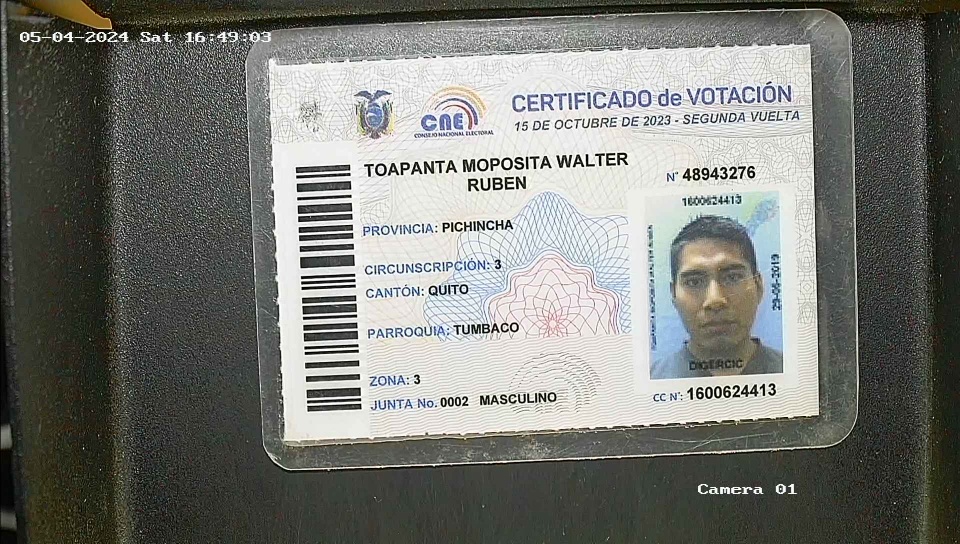 05-04-2024 Sat 16:49:03
CERTIFICADO de VOTACIÓN
15 DE OCTUBRE DE 2023 - SEGUNDA VUELTA
CNE
CONSEJO NACIONAL ELECTORAL
TOAPANTA MOPOSITA WALTER
RUBEN
N° 48943276
PROVINCIA: PICHINCHA
CIRCUNSCRIPCIÓN: 3
CANTÓN: QUITO
PARROQUIA: TUMBACO
ZONA: 3
JUNTA No. 0002 MASCULINO
1600624413
29-06-2019
DIGERCIC
CC N°: 1600624413
Camera 01